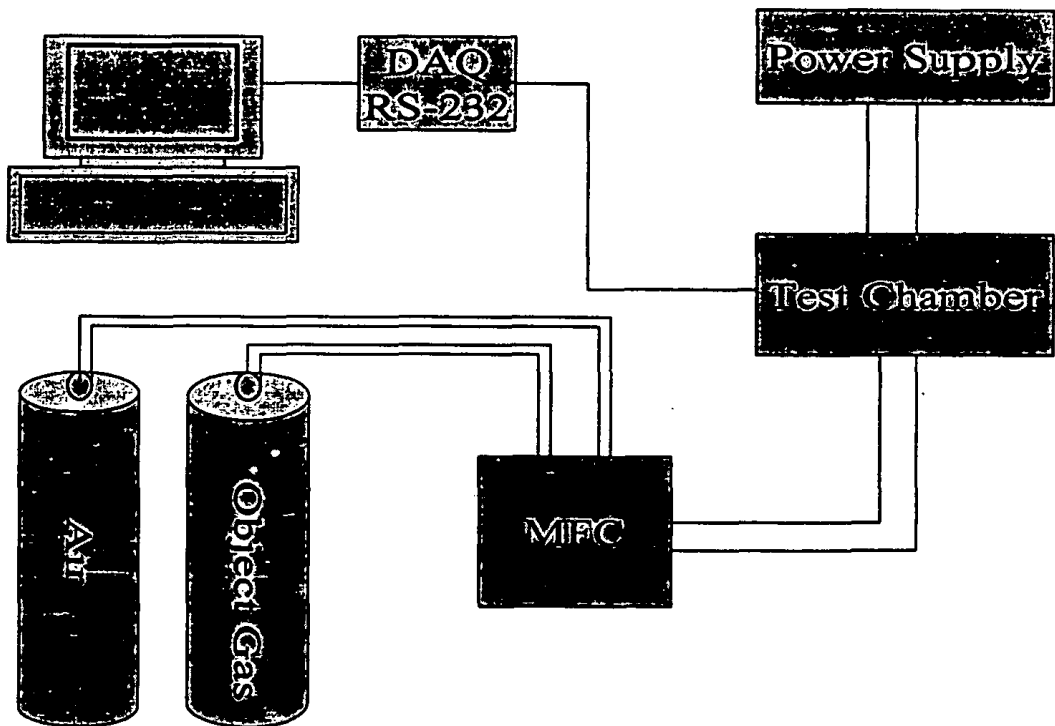 DAQ
RS-232
Power Supply
Test Chamber
MFC
Air
Object Gas